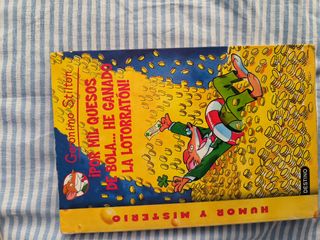 Geronimo Stilton
¡POR MIL QUESOS
DE BOLA... HE GANADO
LA LOTORRATÓN!
DESTINO
HUMOR Y MISTERIO